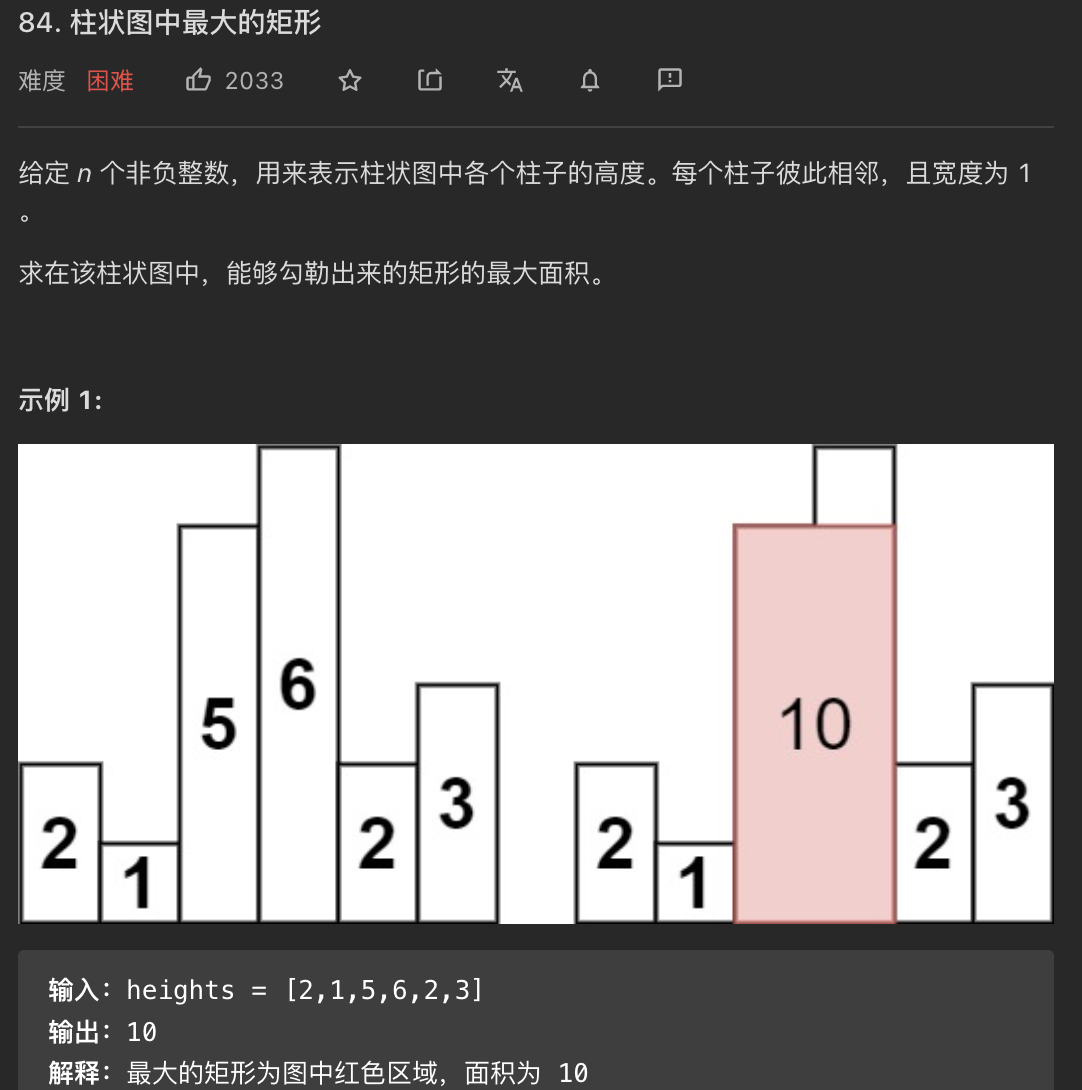 84. 柱状图中最大的矩形
难度 困难 2033
给定 n 个非负整数，用来表示柱状图中各个柱子的高度。每个柱子彼此相邻，且宽度为 1
。
求在该柱状图中，能够勾勒出来的矩形的最大面积。
示例 1:
2 1 5 6 2 3
2 1 10 2 3
输入：heights = [2,1,5,6,2,3]
输出：10
解释：最大的矩形为图中红色区域，面积为 10